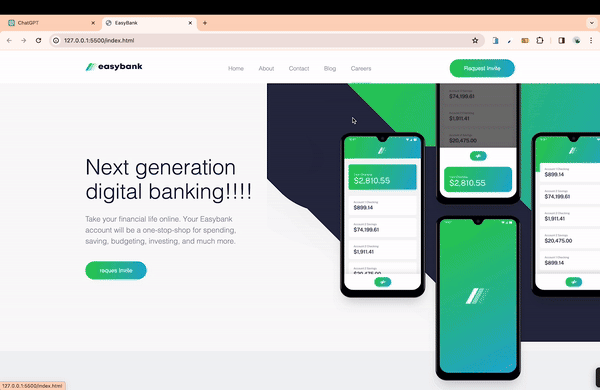 ChatGPT
EasyBank
127.0.0.1:5500/index.html
easybank
Home
About
Contact
Blog
Careers
Request Invite
Next generation
digital banking!!!!
Take your financial life online. Your Easybank
account will be a one-stop-shop for spending,
saving, budgeting, investing, and much more.
reques Invite
$2,810.55
$899.14
$74,199.61
$1,911.41
$74,199.61
$1,911.41
$20,475.00
$2,810.55
$899.14
$74,199.61
$1,911.41
$20,475.00
$899.14
127.0.0.1:5500/index.html